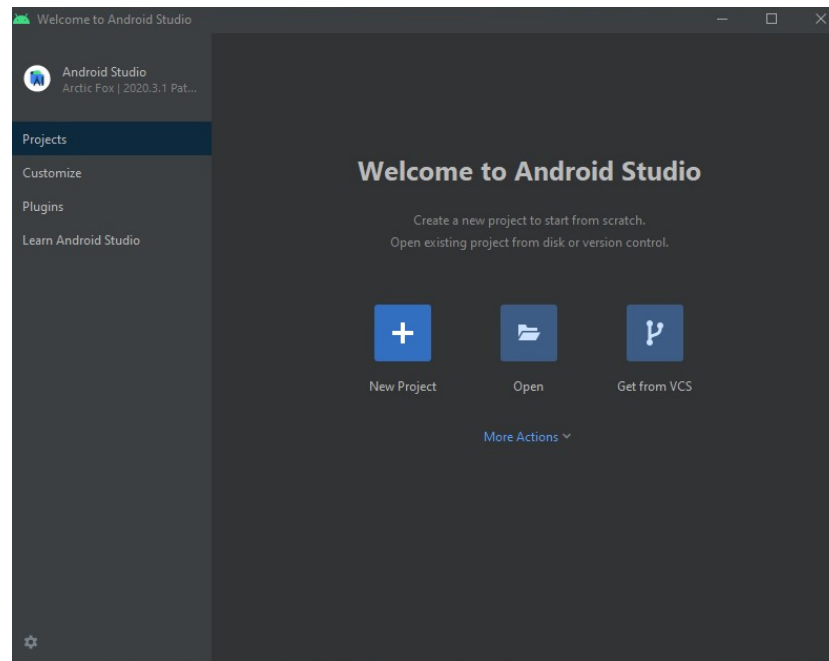 Welcome to Android Studio
Android Studio
Arctic Fox | 2020.3.1 Pat...
Projects
Customize
Plugins
Learn Android Studio
Welcome to Android Studio
Create a new project to start from scratch.
Open existing project from disk or version control.
New Project
Open
Get from VCS
More Actions